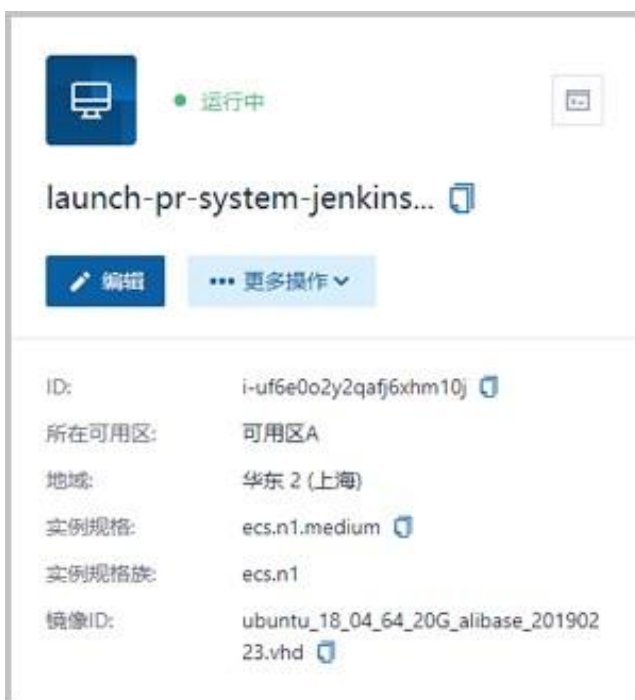 运行中
launch-pr-system-jenkins...
编辑
••• 更多操作
ID: i-uf6e0o2y2qafj6xhm10j
所在可用区: 可用区A
地域: 华东 2 (上海)
实例规格: ecs.n1.medium
实例规格族: ecs.n1
镜像ID: ubuntu_18_04_64_20G_alibase_201902
23.vhd